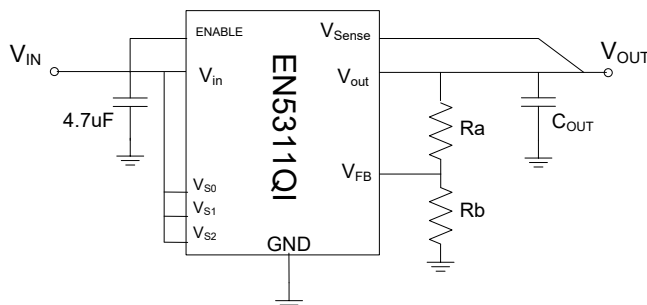 ENABLE
V_Sense
V_IN
V_in
EN5311QI
V_out
V_OUT
4.7uF
Ra
C_OUT
V_FB
V_S0
V_S1
V_S2
Rb
GND